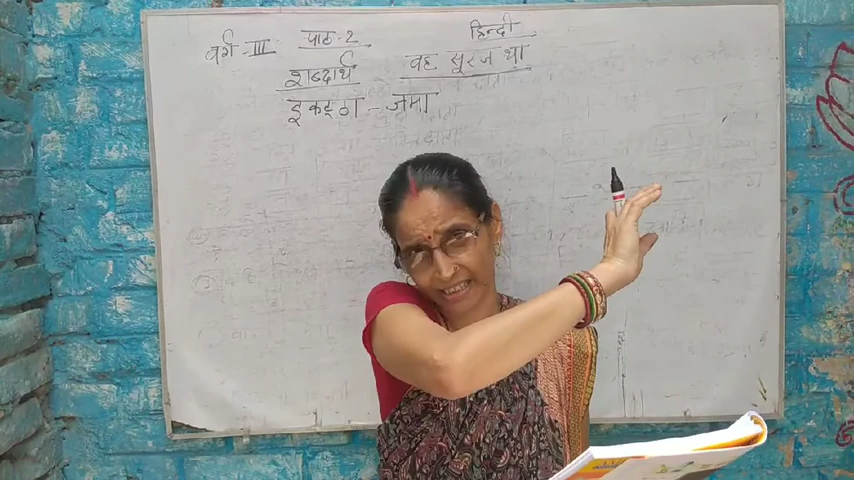 वर्ग - III पाठ-2 हिन्दी
शब्दार्थ वह सूरज था
इकट्ठा - जमा